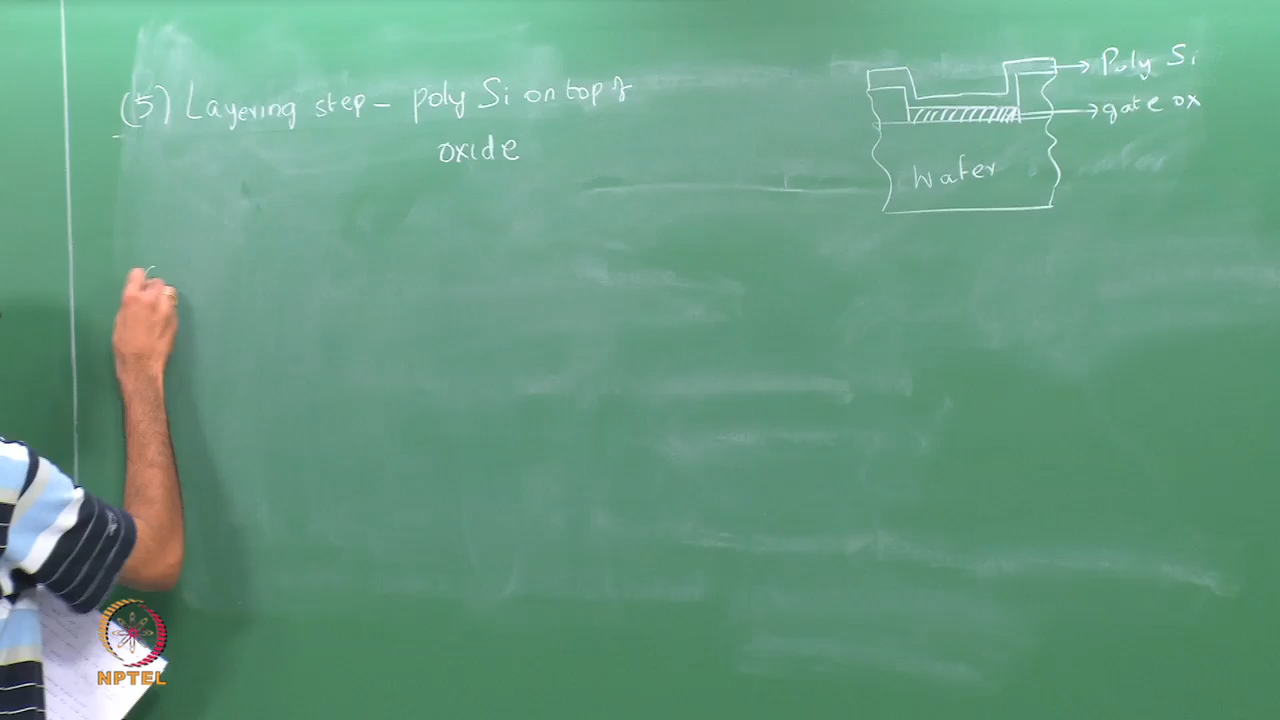 (5) Layering step - poly Si on top of
oxide
Poly Si
gate ox
Wafer
NPTEL